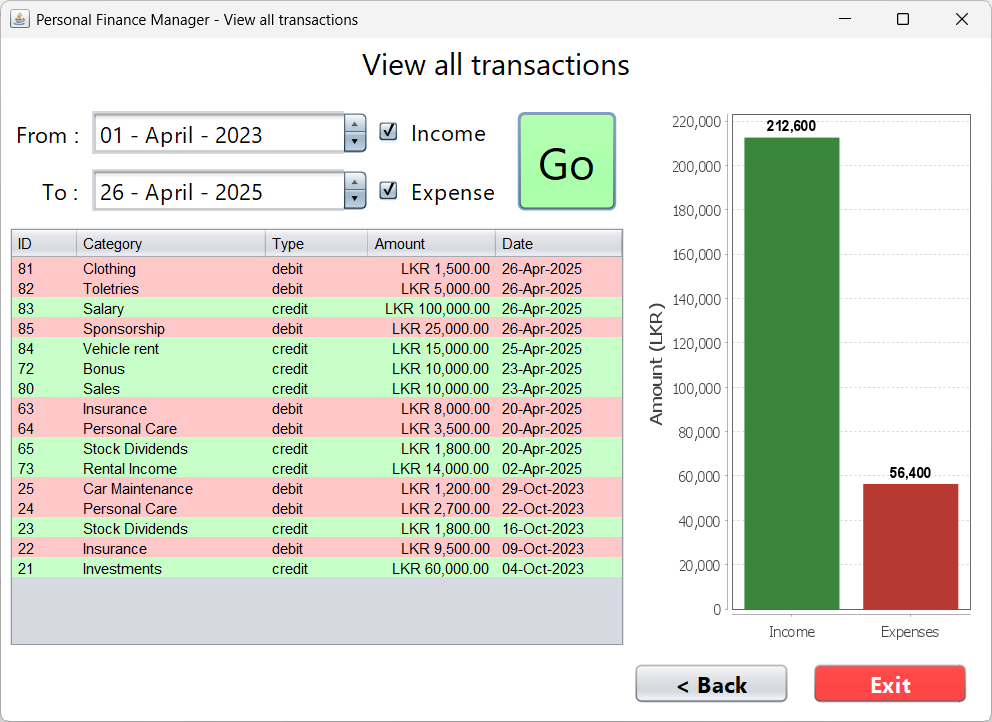 Personal Finance Manager - View all transactions
View all transactions
From : 01 - April - 2023 Income
To : 26 - April - 2025 Expense
Go
ID Category Type Amount Date
81 Clothing debit LKR 1,500.00 26-Apr-2025
82 Toletries debit LKR 5,000.00 26-Apr-2025
83 Salary credit LKR 100,000.00 26-Apr-2025
85 Sponsorship debit LKR 25,000.00 26-Apr-2025
84 Vehicle rent credit LKR 15,000.00 25-Apr-2025
72 Bonus credit LKR 10,000.00 23-Apr-2025
80 Sales credit LKR 10,000.00 23-Apr-2025
63 Insurance debit LKR 8,000.00 20-Apr-2025
64 Personal Care debit LKR 3,500.00 20-Apr-2025
65 Stock Dividends credit LKR 1,800.00 20-Apr-2025
73 Rental Income credit LKR 14,000.00 02-Apr-2025
25 Car Maintenance debit LKR 1,200.00 29-Oct-2023
24 Personal Care debit LKR 2,700.00 22-Oct-2023
23 Stock Dividends credit LKR 1,800.00 16-Oct-2023
22 Insurance debit LKR 9,500.00 09-Oct-2023
21 Investments credit LKR 60,000.00 04-Oct-2023
Amount (LKR)
220,000
200,000
180,000
160,000
140,000
120,000
100,000
80,000
60,000
40,000
20,000
0
212,600
56,400
Income Expenses
< Back Exit